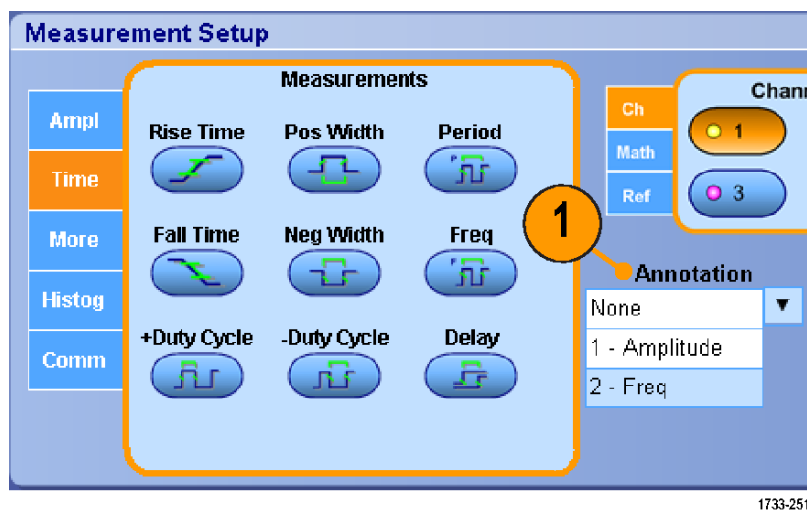 Measurement Setup
Measurements
Ampl
Time
More
Histog
Comm
Rise Time Pos Width Period
Fall Time Neg Width Freq
+Duty Cycle -Duty Cycle Delay
Ch
Math
Ref
Chann
1
3
1
Annotation
None
1 - Amplitude
2 - Freq
1733-251